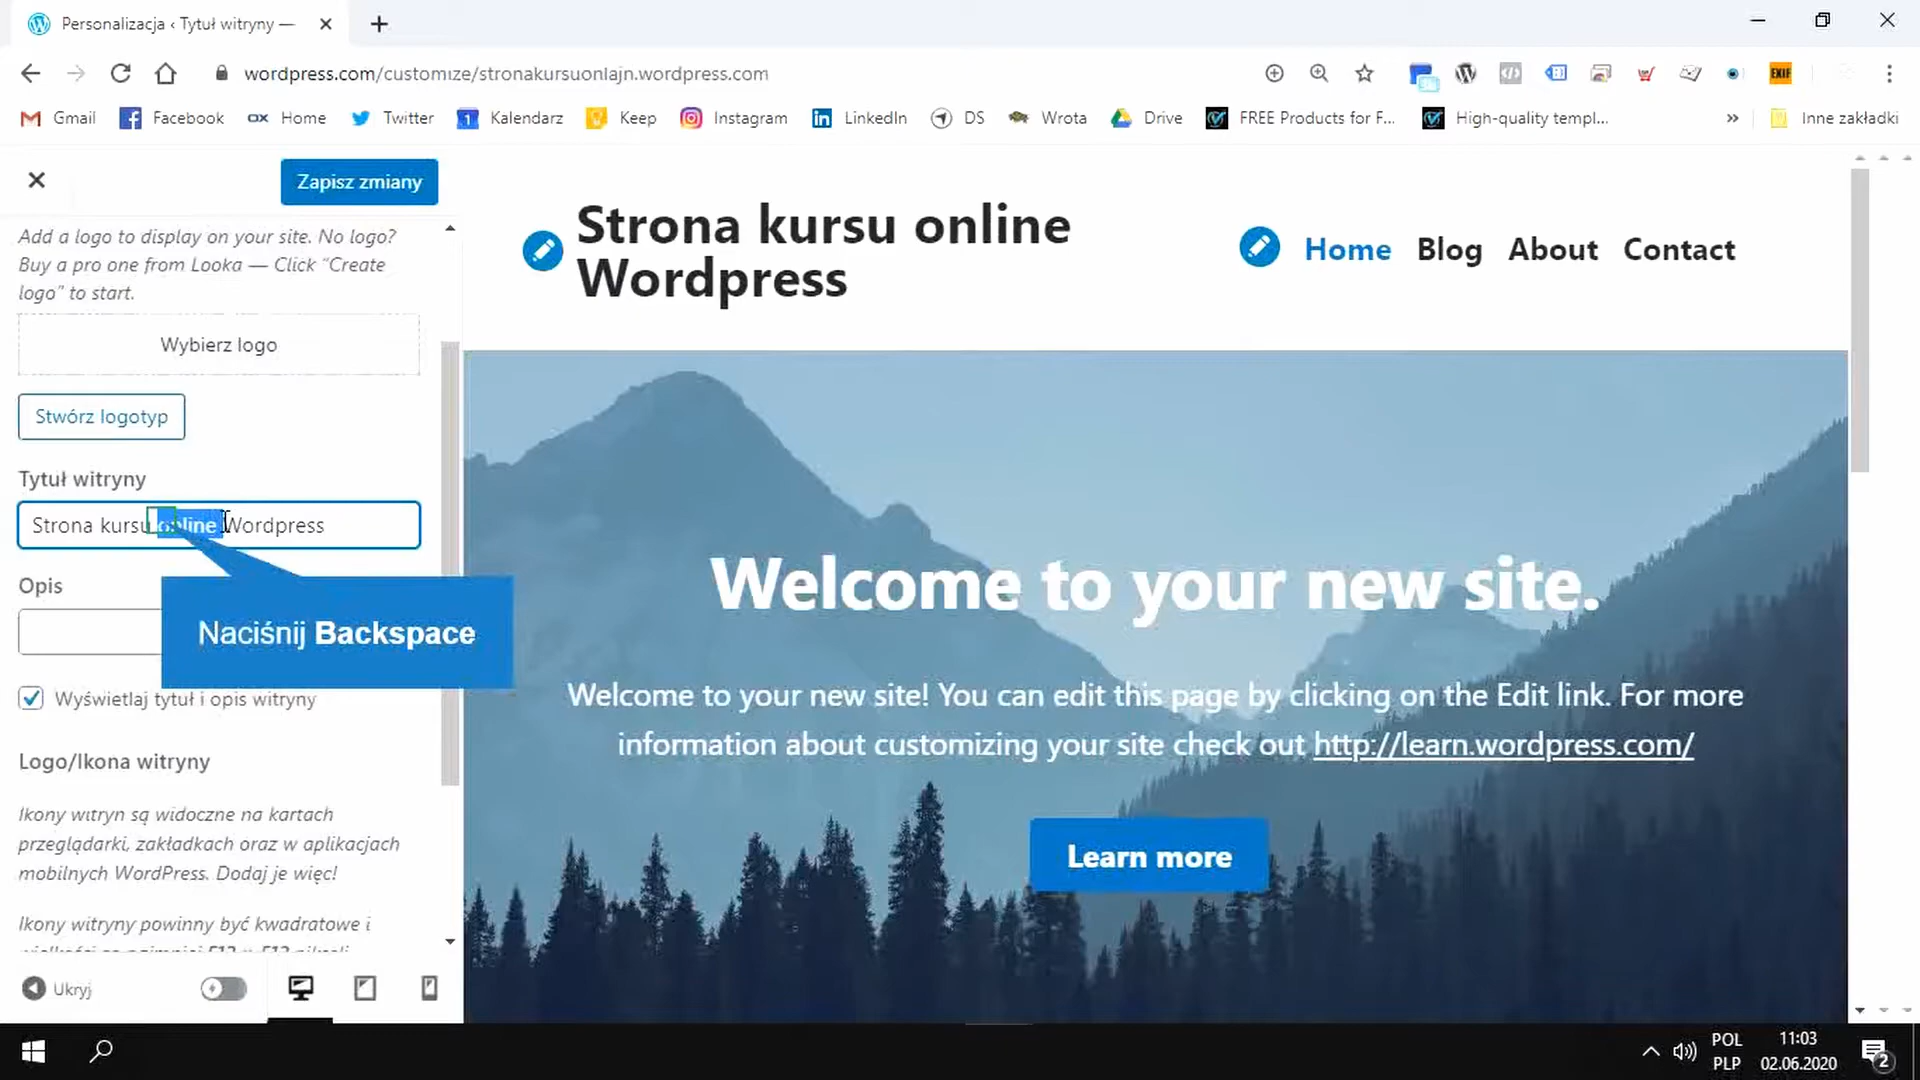 Personalizacja ‹ Tytuł witryny —
wordpress.com/customize/stronakursuonlajn.wordpress.com
EXIF
Gmail
Facebook
OX Home
Twitter
1 Kalendarz
Keep
Instagram
LinkedIn
DS
Wrota
Drive
FREE Products for F...
High-quality templ...
»
Inne zakładki
Zapisz zmiany
Add a logo to display on your site. No logo?
Buy a pro one from Looka — Click “Create
logo” to start.
Wybierz logo
Stwórz logotyp
Tytuł witryny
Strona kursu online Wordpress
Opis
Naciśnij Backspace
Wyświetlaj tytuł i opis witryny
Logo/Ikona witryny
Ikony witryn są widoczne na kartach
przeglądarki, zakładkach oraz w aplikacjach
mobilnych WordPress. Dodaj je więc!
Ikony witryny powinny być kwadratowe i
Ukryj
Strona kursu online
Wordpress
Home
Blog
About
Contact
Welcome to your new site.
Welcome to your new site! You can edit this page by clicking on the Edit link. For more
information about customizing your site check out http://learn.wordpress.com/
Learn more
POL
PLP
11:03
02.06.2020
2